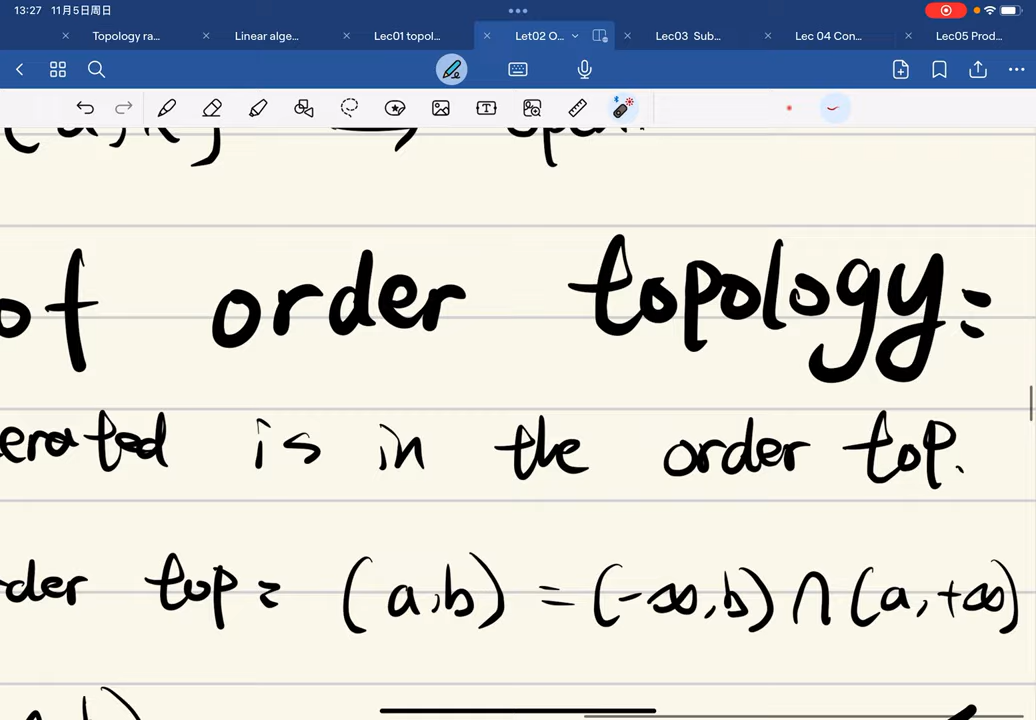 13:27 11月5日周日
Topology ra... Linear alge... Lec01 topol... Let02 O... Lec03 Sub... Lec 04 Con... Lec05 Prod...
open
of order topology:
erated is in the order top.
der top: (a,b) = (-∞,b) ∩ (a,+∞)